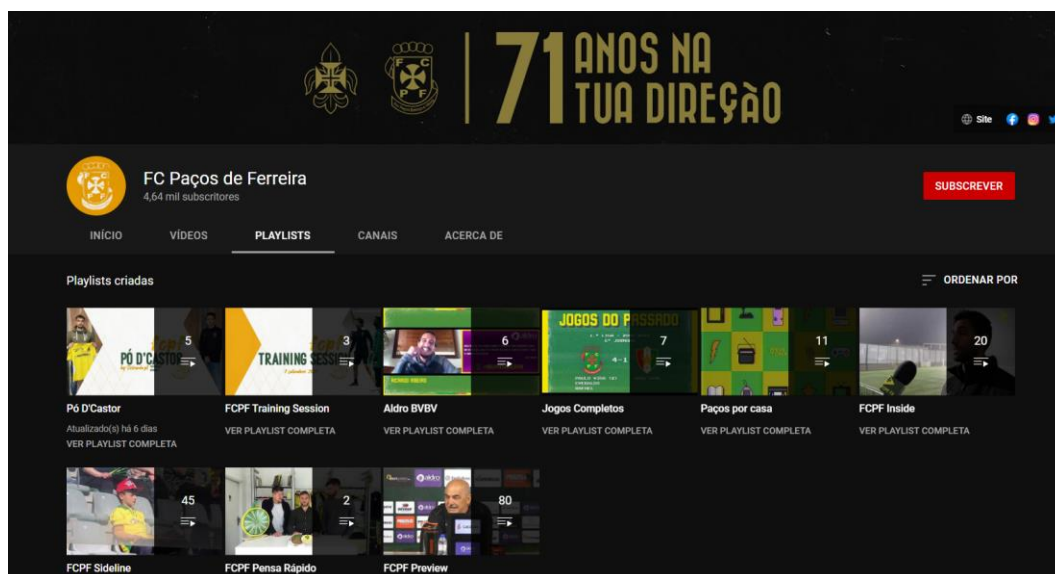 71 ANOS NA
TUA DIREÇÃO
F C
P F
Site
FC Paços de Ferreira
4,64 mil subscritores
SUBSCREVER
INÍCIO VÍDEOS PLAYLISTS CANAIS ACERCA DE
Playlists criadas
ORDENAR POR
PÓ D'CASTOR 5
TRAINING SESSION 3
6
JOGOS DO PASSADO
4-1
7
11
20
Pó D'Castor FCPF Training Session Aldro BVBV Jogos Completos Paços por casa FCPF Inside
Atualizado(s) há 6 dias
VER PLAYLIST COMPLETA VER PLAYLIST COMPLETA VER PLAYLIST COMPLETA VER PLAYLIST COMPLETA VER PLAYLIST COMPLETA
VER PLAYLIST COMPLETA
45 2 80
FCPF Sideline FCPF Pensa Rápido FCPF Preview